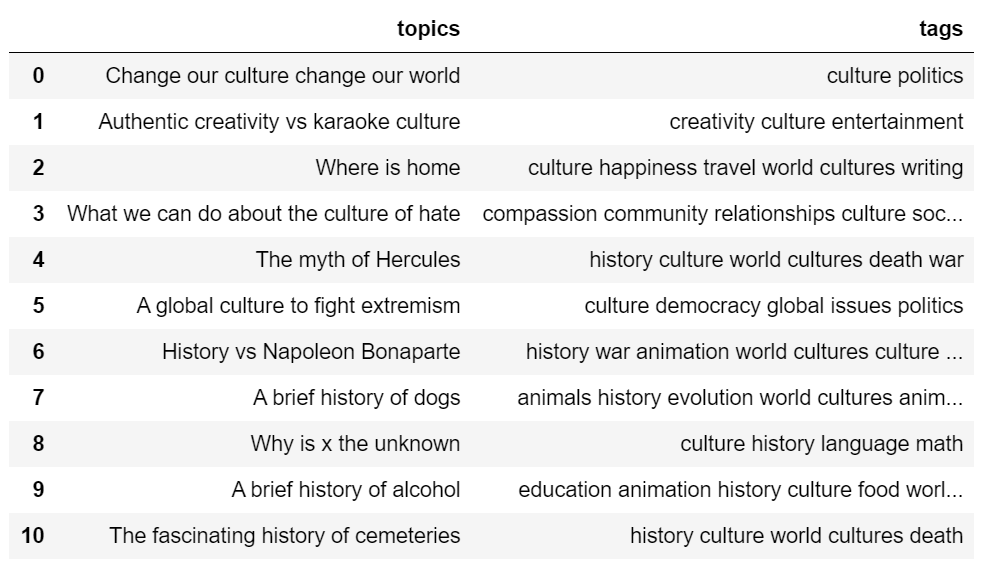 topics tags
0 Change our culture change our world culture politics
1 Authentic creativity vs karaoke culture creativity culture entertainment
2 Where is home culture happiness travel world cultures writing
3 What we can do about the culture of hate compassion community relationships culture soc...
4 The myth of Hercules history culture world cultures death war
5 A global culture to fight extremism culture democracy global issues politics
6 History vs Napoleon Bonaparte history war animation world cultures culture ...
7 A brief history of dogs animals history evolution world cultures anim...
8 Why is x the unknown culture history language math
9 A brief history of alcohol education animation history culture food worl...
10 The fascinating history of cemeteries history culture world cultures death